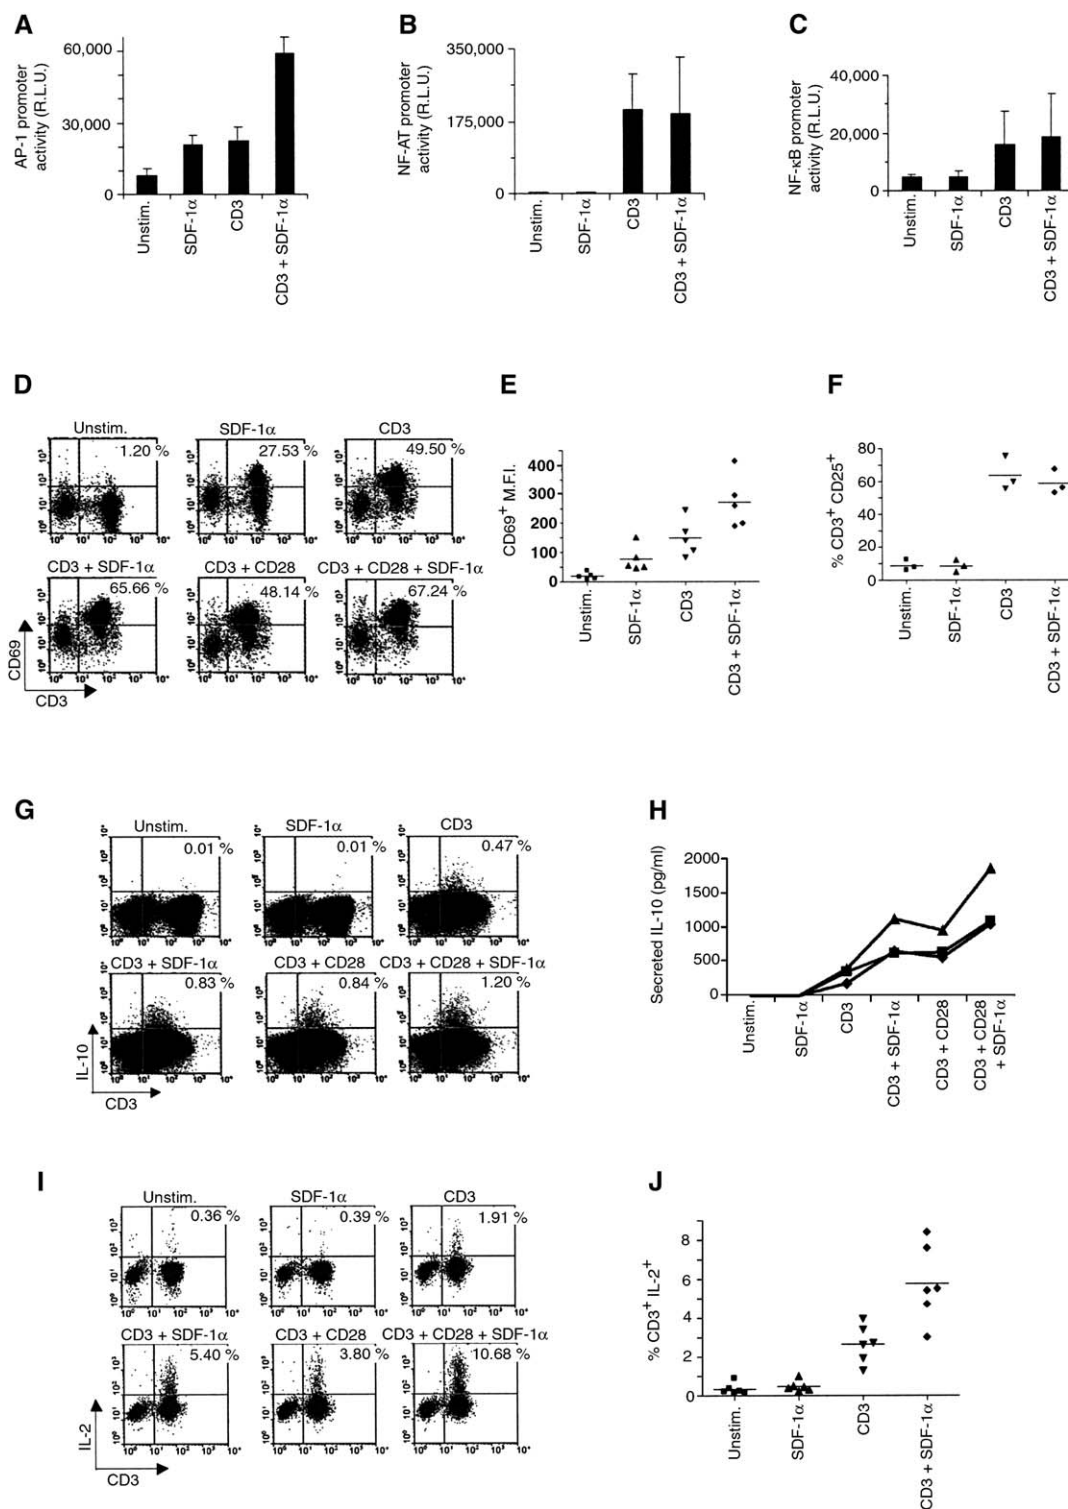 A
AP-1 promoter
activity (R.L.U.)
60,000
30,000
0
Unstim.
SDF-1α
CD3
CD3 + SDF-1α
B
NF-AT promoter
activity (R.L.U.)
350,000
175,000
0
Unstim.
SDF-1α
CD3
CD3 + SDF-1α
C
NF-κB promoter
activity (R.L.U.)
40,000
20,000
0
Unstim.
SDF-1α
CD3
CD3 + SDF-1α
D
Unstim.
1.20 %
SDF-1α
27.53 %
CD3
49.50 %
CD3 + SDF-1α
65.66 %
CD3 + CD28
48.14 %
CD3 + CD28 + SDF-1α
67.24 %
CD69
CD3
E
CD69⁺ M.F.I.
400
300
200
100
0
Unstim.
SDF-1α
CD3
CD3 + SDF-1α
F
% CD3⁺ CD25⁺
80
60
40
20
0
Unstim.
SDF-1α
CD3
CD3 + SDF-1α
G
Unstim.
0.01 %
SDF-1α
0.01 %
CD3
0.47 %
CD3 + SDF-1α
0.83 %
CD3 + CD28
0.84 %
CD3 + CD28 + SDF-1α
1.20 %
IL-10
CD3
H
Secreted IL-10 (pg/ml)
2000
1500
1000
500
0
Unstim.
SDF-1α
CD3
CD3 + SDF-1α
CD3 + CD28
CD3 + CD28
+ SDF-1α
I
Unstim.
0.36 %
SDF-1α
0.39 %
CD3
1.91 %
CD3 + SDF-1α
5.40 %
CD3 + CD28
3.80 %
CD3 + CD28 + SDF-1α
10.68 %
IL-2
CD3
J
% CD3⁺ IL-2⁺
8
6
4
2
0
Unstim.
SDF-1α
CD3
CD3 + SDF-1α